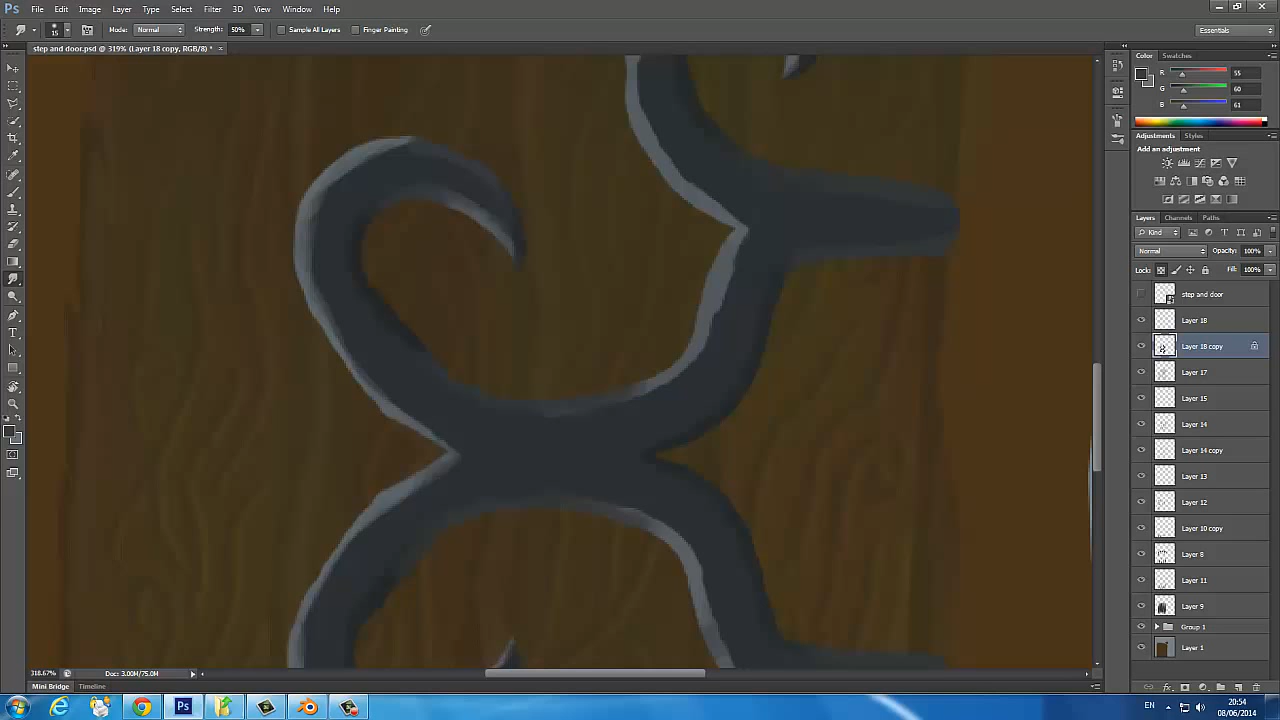 Ps File Edit Image Layer Type Select Filter 3D View Window Help
15 Mode: Normal Strength: 50% Sample All Layers Finger Painting Essentials
step and door.psd @ 319% (Layer 18 copy, RGB/8) * ×
Color Swatches
R 55
G 60
B 61
Adjustments Styles
Add an adjustment
Layers Channels Paths
Kind
Normal Opacity: 100%
Lock: Fill: 100%
step and door
Layer 18
Layer 18 copy
Layer 17
Layer 15
Layer 14
Layer 14 copy
Layer 13
Layer 12
Layer 10 copy
Layer 8
Layer 11
Layer 9
Group 1
Layer 1
318.67% Doc: 3.00M/75.0M
Mini Bridge Timeline
Ps EN 20:54
08/06/2014